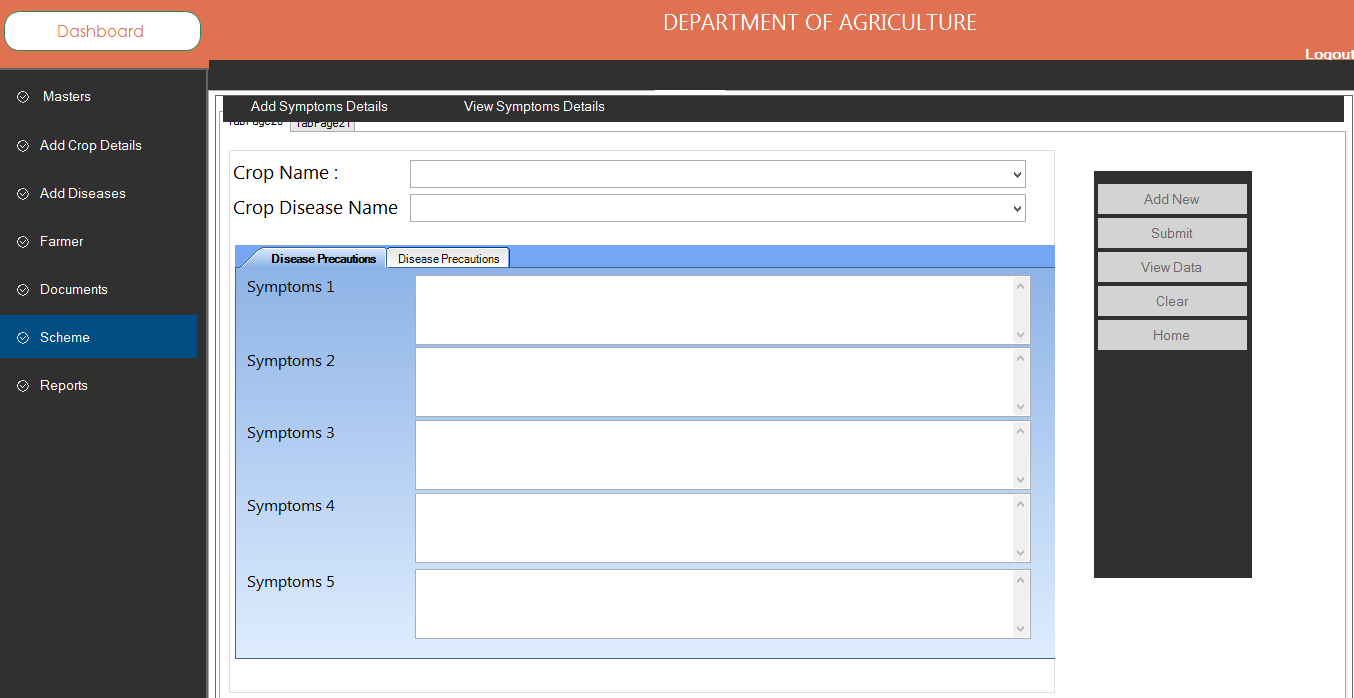 Dashboard
DEPARTMENT OF AGRICULTURE
Logout
Masters
Add Crop Details
Add Diseases
Farmer
Documents
Scheme
Reports
Add Symptoms Details
View Symptoms Details
TabPage20
TabPage21
Crop Name :
Crop Disease Name
Disease Precautions
Disease Precautions
Symptoms 1
Symptoms 2
Symptoms 3
Symptoms 4
Symptoms 5
Add New
Submit
View Data
Clear
Home